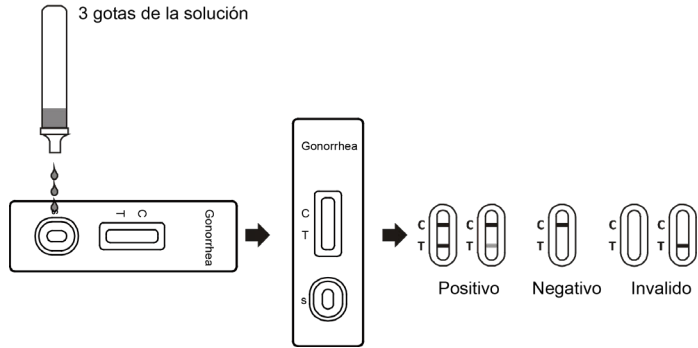 3 gotas de la solución
S
T C
Gonorrhea
Gonorrhea
C
T
S
C
T
C
T
C
T
C
T
C
T
Positivo
Negativo
Invalido